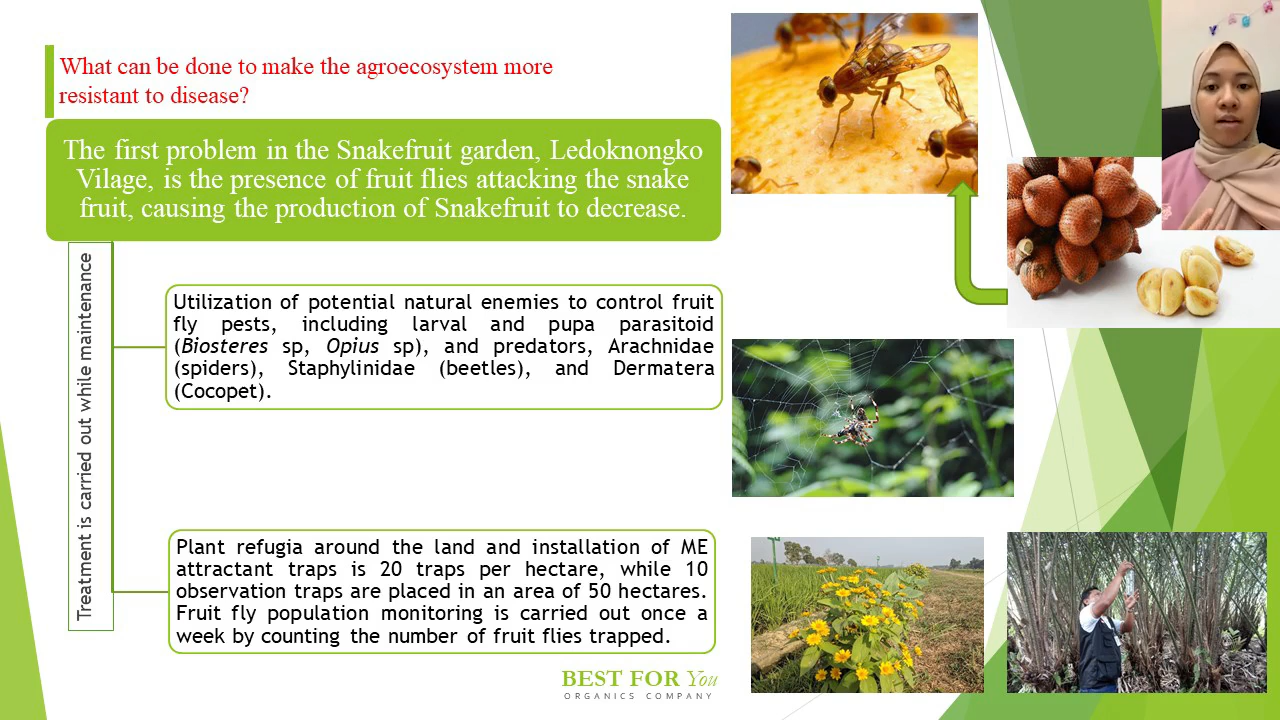 What can be done to make the agroecosystem more
resistant to disease?
The first problem in the Snakefruit garden, Ledoknongko
Vilage, is the presence of fruit flies attacking the snake
fruit, causing the production of Snakefruit to decrease.
Treatment is carried out while maintenance
Utilization of potential natural enemies to control fruit
fly pests, including larval and pupa parasitoid
(Biosteres sp, Opius sp), and predators, Arachnidae
(spiders), Staphylinidae (beetles), and Dermatera
(Cocopet).
Plant refugia around the land and installation of ME
attractant traps is 20 traps per hectare, while 10
observation traps are placed in an area of 50 hectares.
Fruit fly population monitoring is carried out once a
week by counting the number of fruit flies trapped.
BEST FOR You
ORGANICS COMPANY